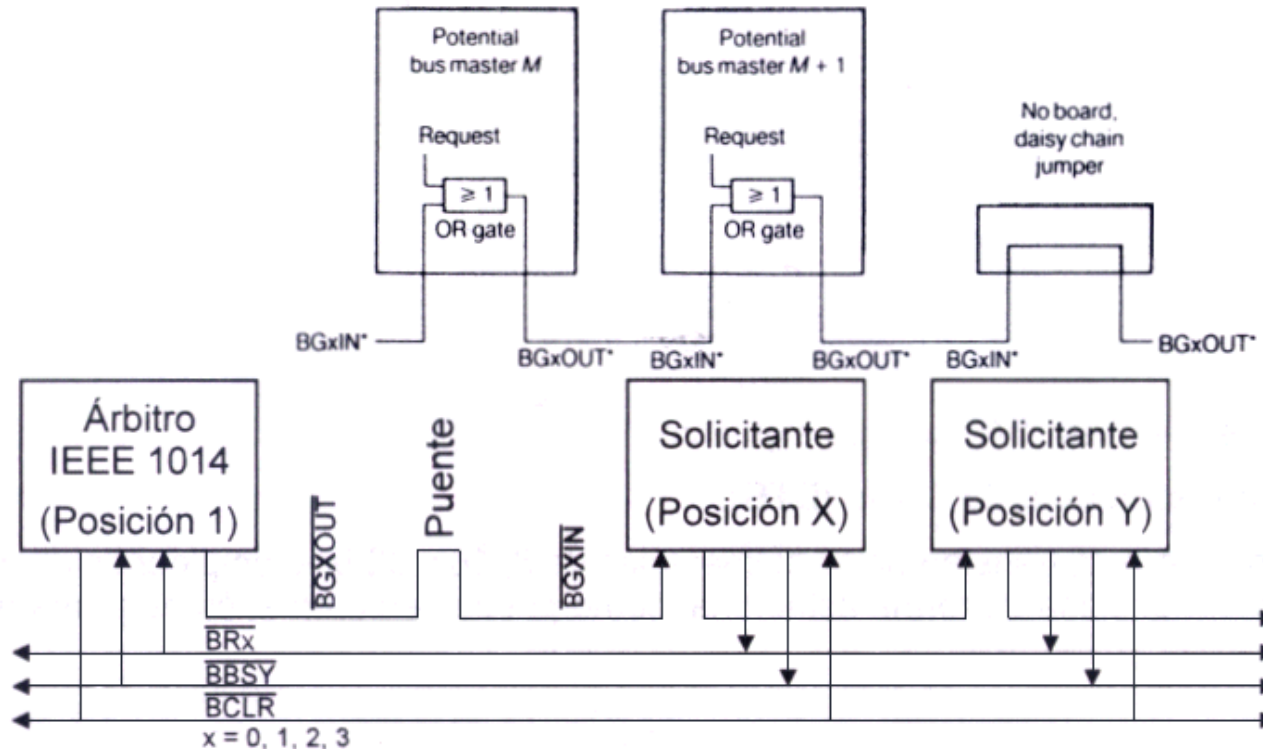 Potential
bus master M
Request
≥ 1
OR gate
Potential
bus master M + 1
Request
≥ 1
OR gate
No board,
daisy chain
jumper
BGxIN*
BGxOUT*
BGxIN*
BGxOUT*
BGxIN*
BGxOUT*
Árbitro
IEEE 1014
(Posición 1)
BGXOUT
Puente
BGXIN
Solicitante
(Posición X)
Solicitante
(Posición Y)
BRx
BBSY
BCLR
x = 0, 1, 2, 3